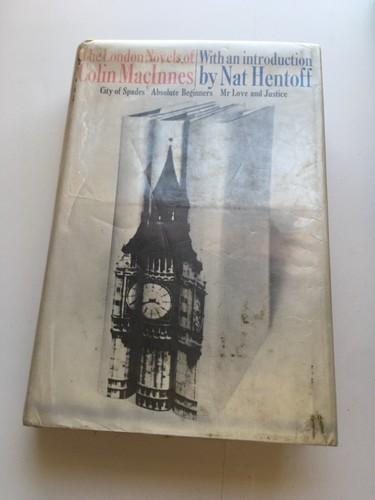 The London Novels of
Colin MacInnes
With an introduction
by Nat Hentoff
City of Spades Absolute Beginners Mr Love and Justice